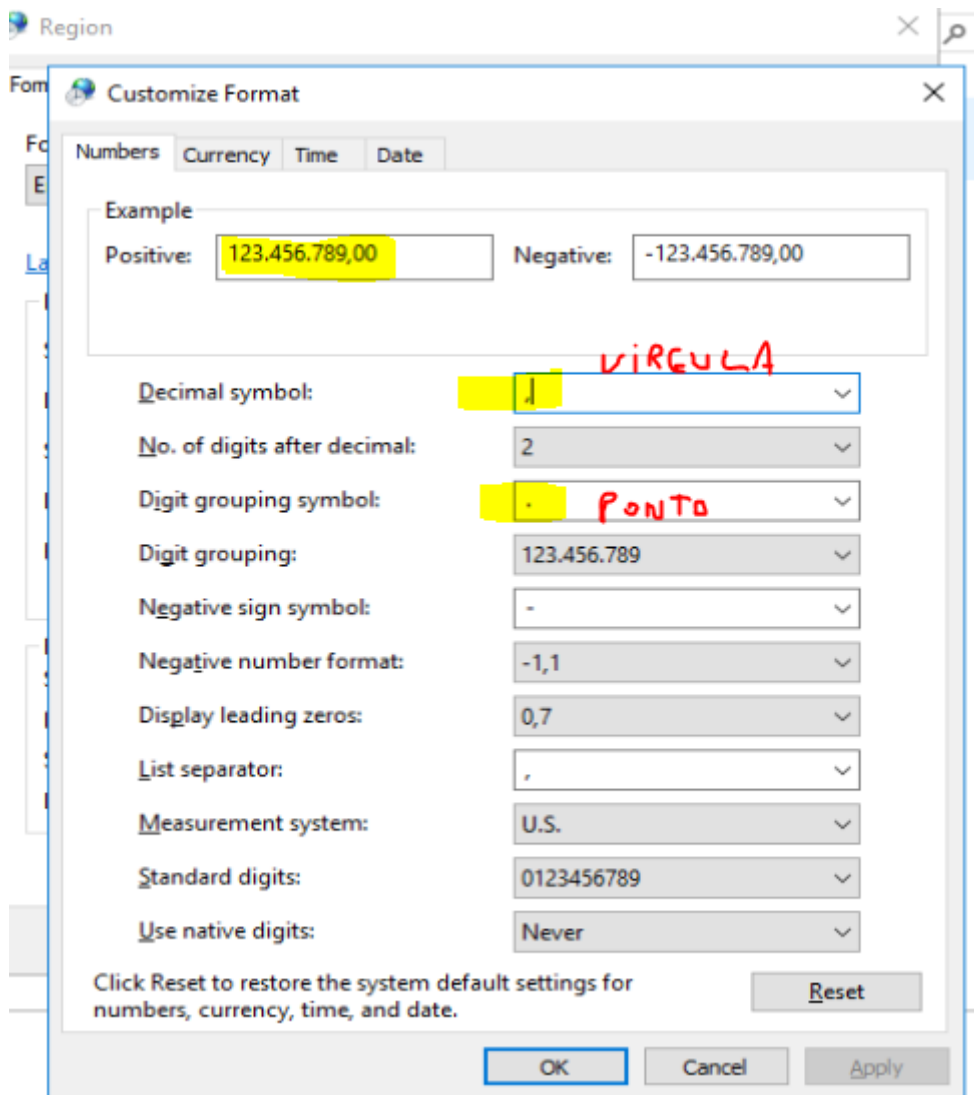 Region
Customize Format
Numbers Currency Time Date
Example
Positive: 123.456.789,00 Negative: -123.456.789,00
VIRGULA
Decimal symbol: ,
No. of digits after decimal: 2
Digit grouping symbol: . PONTO
Digit grouping: 123.456.789
Negative sign symbol: -
Negative number format: -1,1
Display leading zeros: 0,7
List separator: ,
Measurement system: U.S.
Standard digits: 0123456789
Use native digits: Never
Click Reset to restore the system default settings for
numbers, currency, time, and date.
Reset
OK Cancel Apply